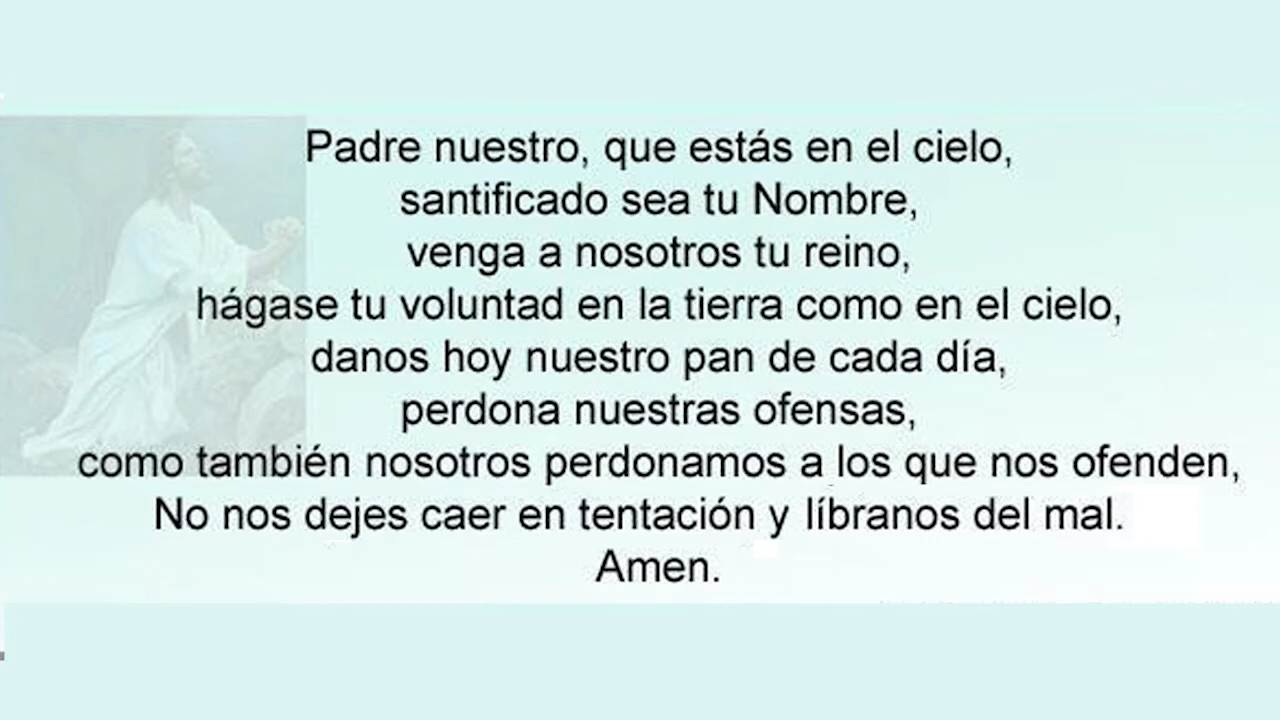 Padre nuestro, que estás en el cielo,
santificado sea tu Nombre,
venga a nosotros tu reino,
hágase tu voluntad en la tierra como en el cielo,
danos hoy nuestro pan de cada día,
perdona nuestras ofensas,
como también nosotros perdonamos a los que nos ofenden,
No nos dejes caer en tentación y líbranos del mal.
Amen.